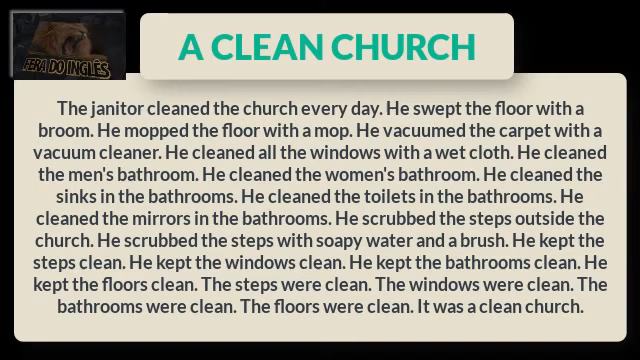 FERA DO INGLÊS
A CLEAN CHURCH
The janitor cleaned the church every day. He swept the floor with a
broom. He mopped the floor with a mop. He vacuumed the carpet with a
vacuum cleaner. He cleaned all the windows with a wet cloth. He cleaned
the men's bathroom. He cleaned the women's bathroom. He cleaned the
sinks in the bathrooms. He cleaned the toilets in the bathrooms. He
cleaned the mirrors in the bathrooms. He scrubbed the steps outside the
church. He scrubbed the steps with soapy water and a brush. He kept the
steps clean. He kept the windows clean. He kept the bathrooms clean. He
kept the floors clean. The steps were clean. The windows were clean. The
bathrooms were clean. The floors were clean. It was a clean church.